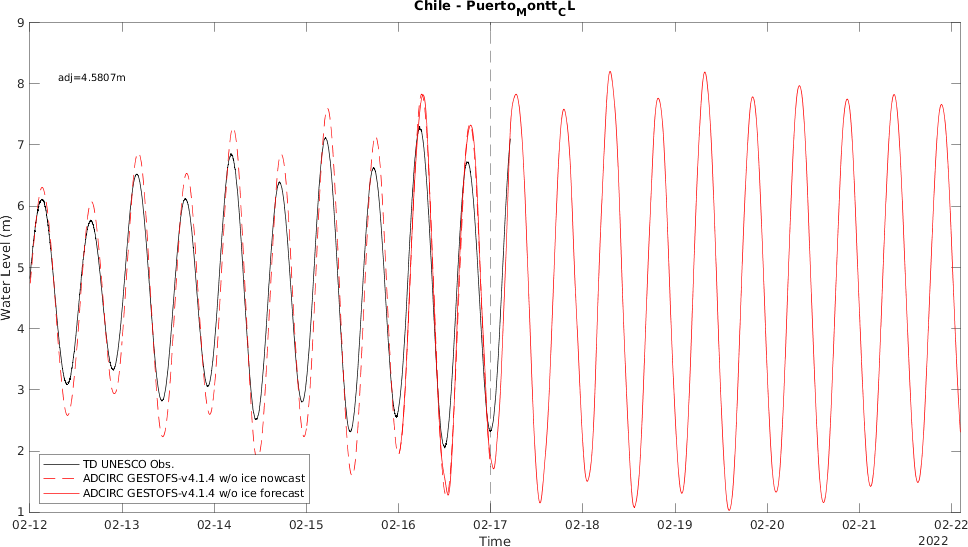 Chile - Puerto_Montt_CL
adj=4.5807m
Water Level (m)
9
8
7
6
5
4
3
2
1
TD UNESCO Obs.
ADCIRC GESTOFS-v4.1.4 w/o ice nowcast
ADCIRC GESTOFS-v4.1.4 w/o ice forecast
02-12 02-13 02-14 02-15 02-16 02-17 02-18 02-19 02-20 02-21 02-22
Time
2022